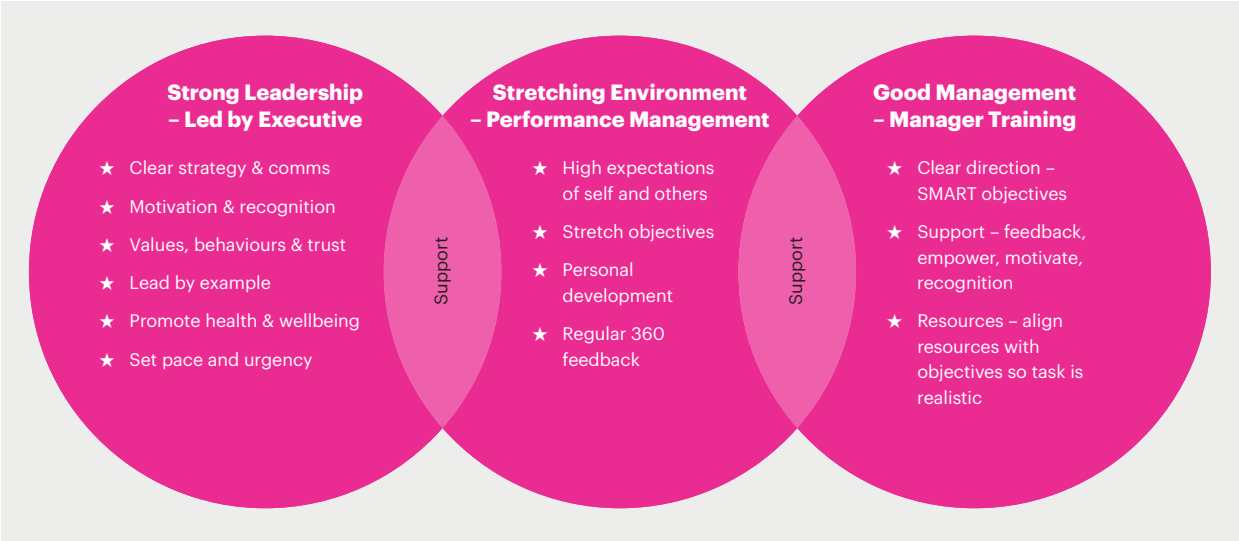 Strong Leadership
– Led by Executive
★ Clear strategy & comms
★ Motivation & recognition
★ Values, behaviours & trust
★ Lead by example
★ Promote health & wellbeing
★ Set pace and urgency
Support
Stretching Environment
– Performance Management
★ High expectations
of self and others
★ Stretch objectives
★ Personal
development
★ Regular 360
feedback
Support
Good Management
– Manager Training
★ Clear direction –
SMART objectives
★ Support – feedback,
empower, motivate,
recognition
★ Resources – align
resources with
objectives so task is
realistic